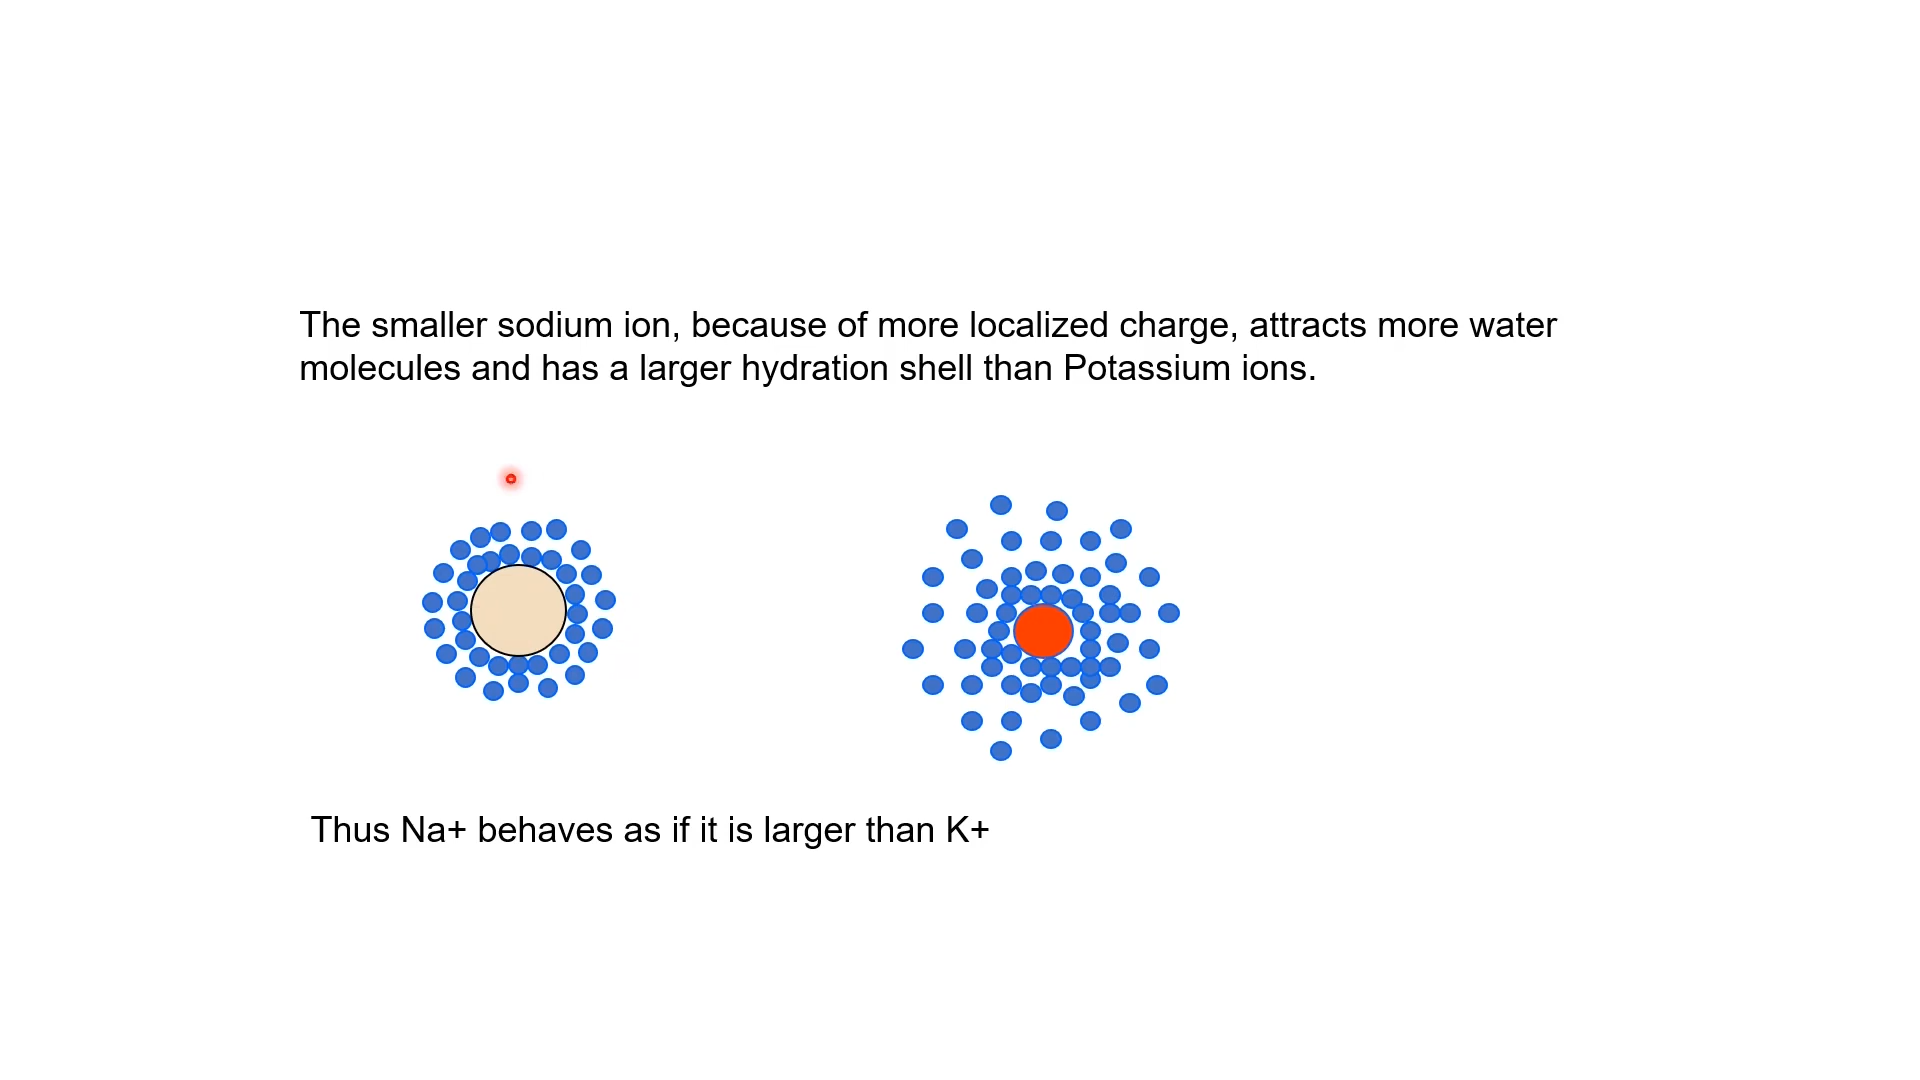 The smaller sodium ion, because of more localized charge, attracts more water
molecules and has a larger hydration shell than Potassium ions.
Thus Na+ behaves as if it is larger than K+